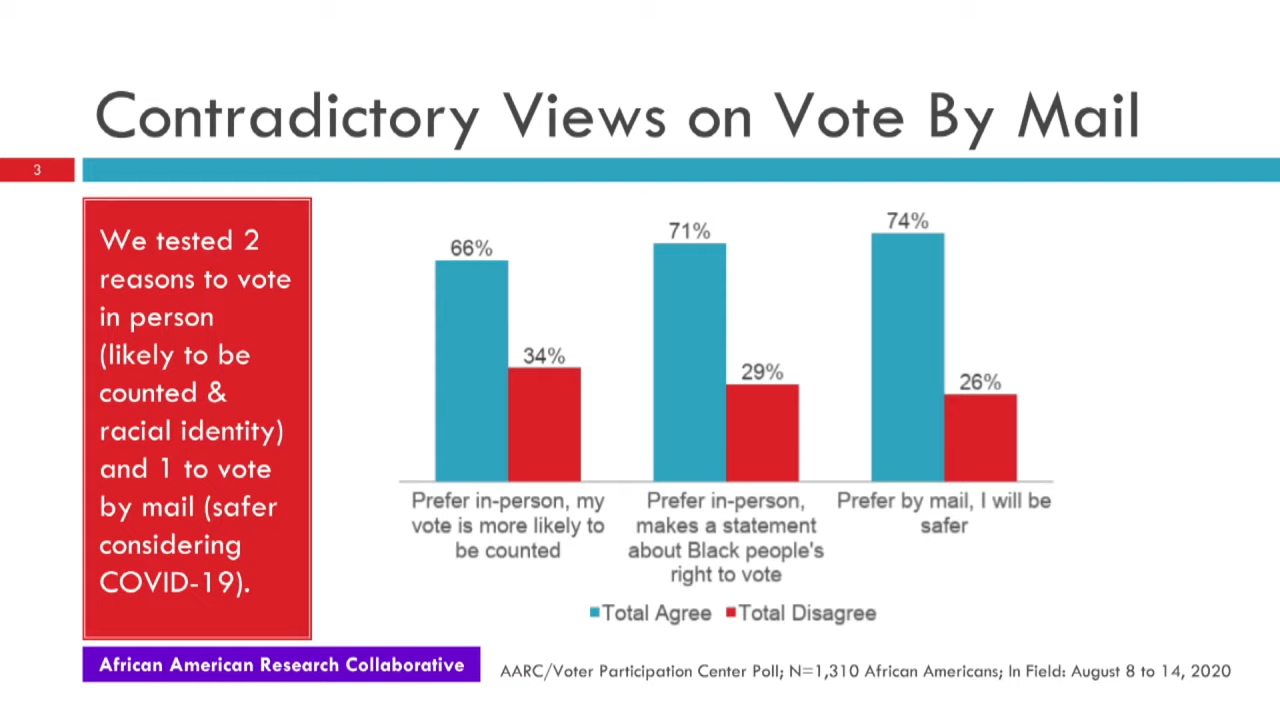 Contradictory Views on Vote By Mail
3
We tested 2
reasons to vote
in person
(likely to be
counted &
racial identity)
and 1 to vote
by mail (safer
considering
COVID-19).
66%
34%
71%
29%
74%
26%
Prefer in-person, my
vote is more likely to
be counted
Prefer in-person,
makes a statement
about Black people's
right to vote
Prefer by mail, I will be
safer
Total Agree
Total Disagree
African American Research Collaborative
AARC/Voter Participation Center Poll; N=1,310 African Americans; In Field: August 8 to 14, 2020